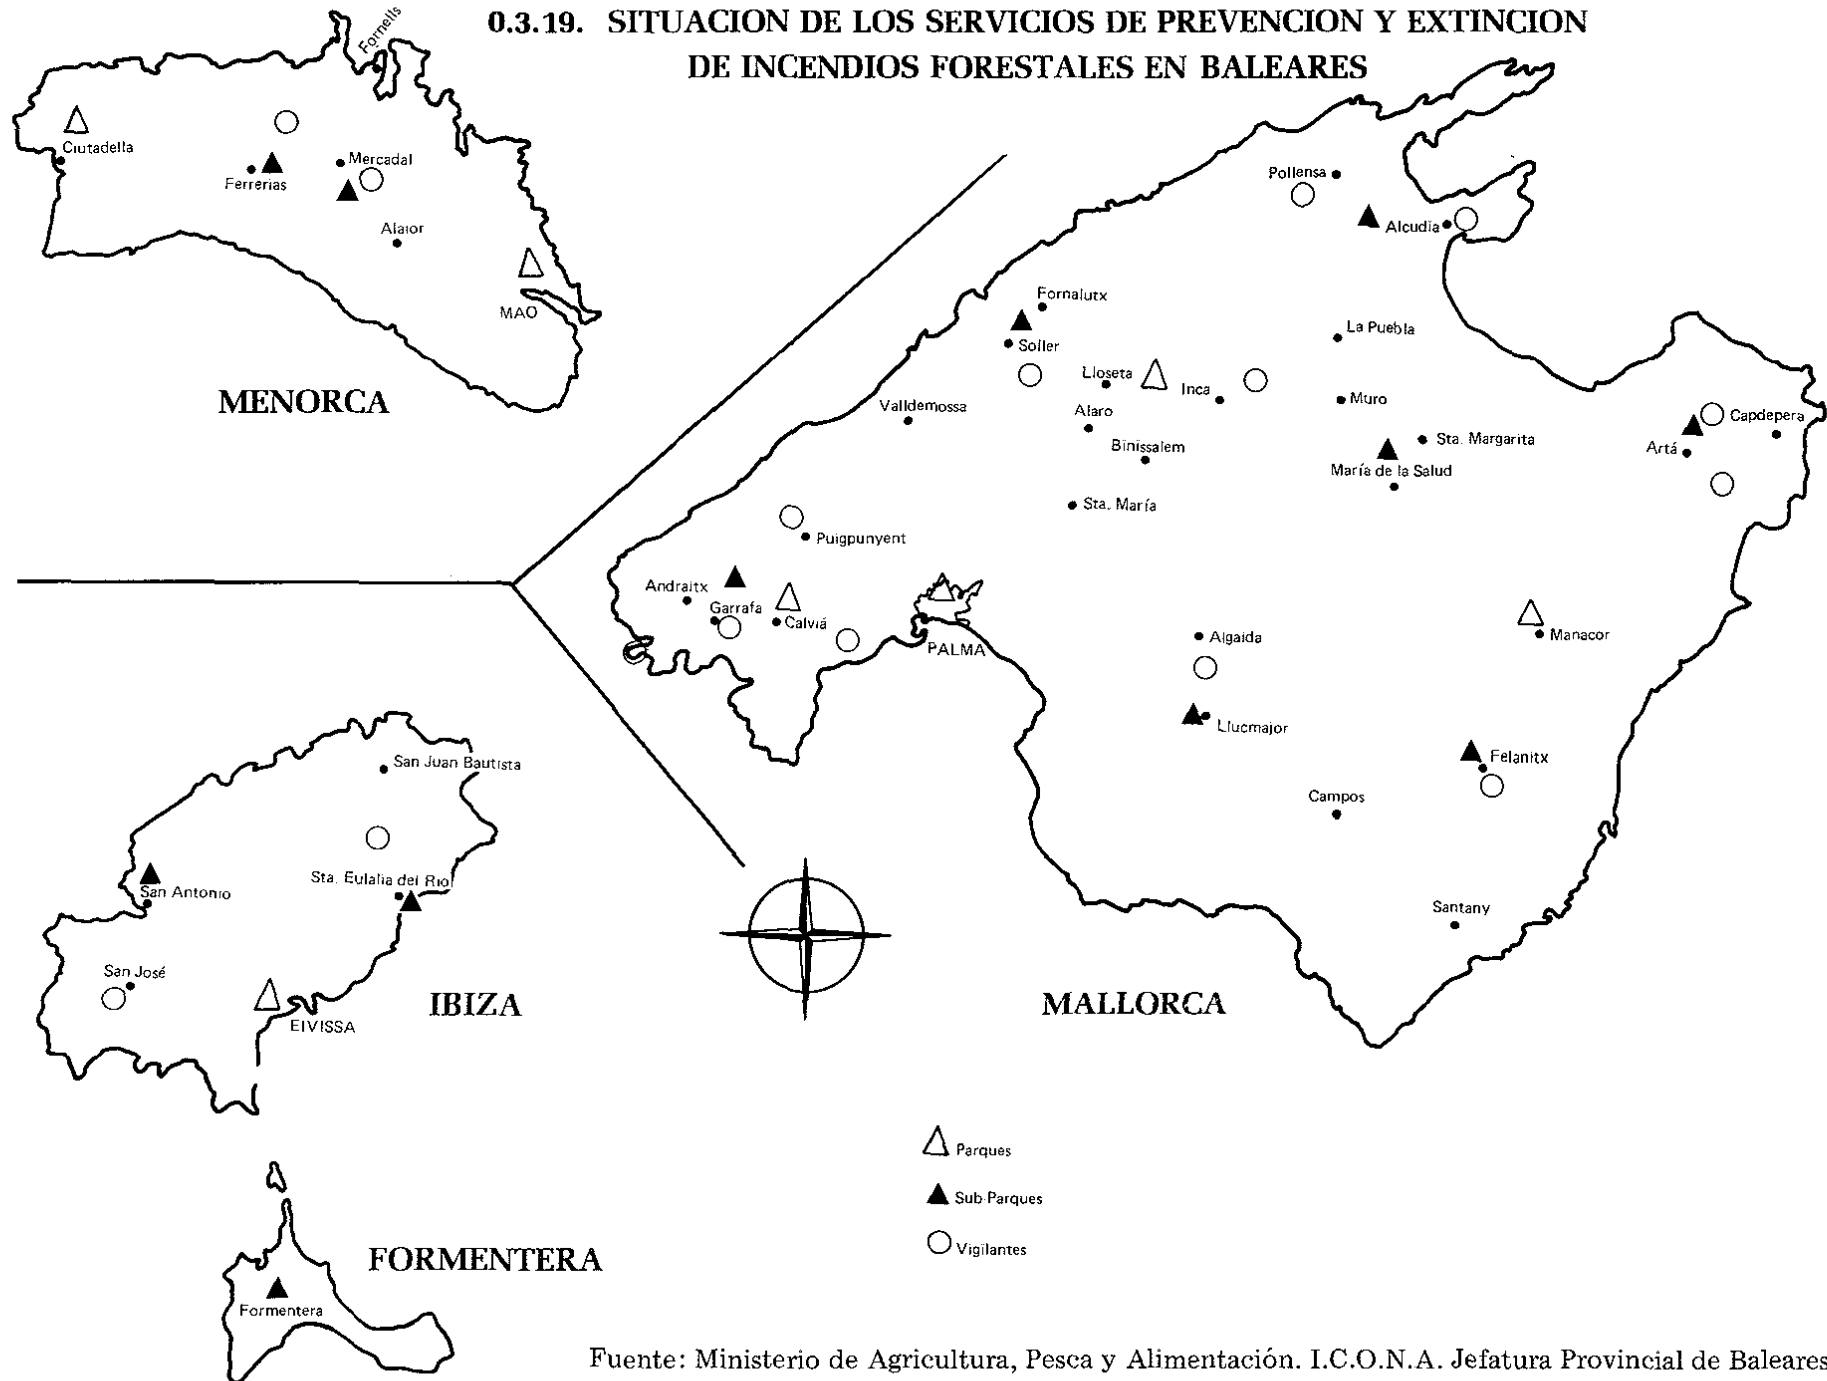 0.3.19. SITUACION DE LOS SERVICIOS DE PREVENCION Y EXTINCION
DE INCENDIOS FORESTALES EN BALEARES
Fornells
Ciutadella
Ferrerias
Mercadal
Alaior
MAO
MENORCA
Pollensa
Alcudia
Fornalutx
Soller
La Puebla
Lloseta
Inca
Muro
Valldemossa
Alaro
Binissalem
Sta. Margarita
María de la Salud
Capdepera
Artá
Sta. María
Puigpunyent
Andraitx
Garrafa
Calviá
PALMA
Algaida
Manacor
Llucmajor
Felanitx
Campos
Santany
MALLORCA
San Juan Bautista
Sta. Eulalia del Rio
San Antonio
San José
EIVISSA
IBIZA
FORMENTERA
Formentera
Parques
Sub-Parques
Vigilantes
Fuente: Ministerio de Agricultura, Pesca y Alimentación. I.C.O.N.A. Jefatura Provincial de Baleares